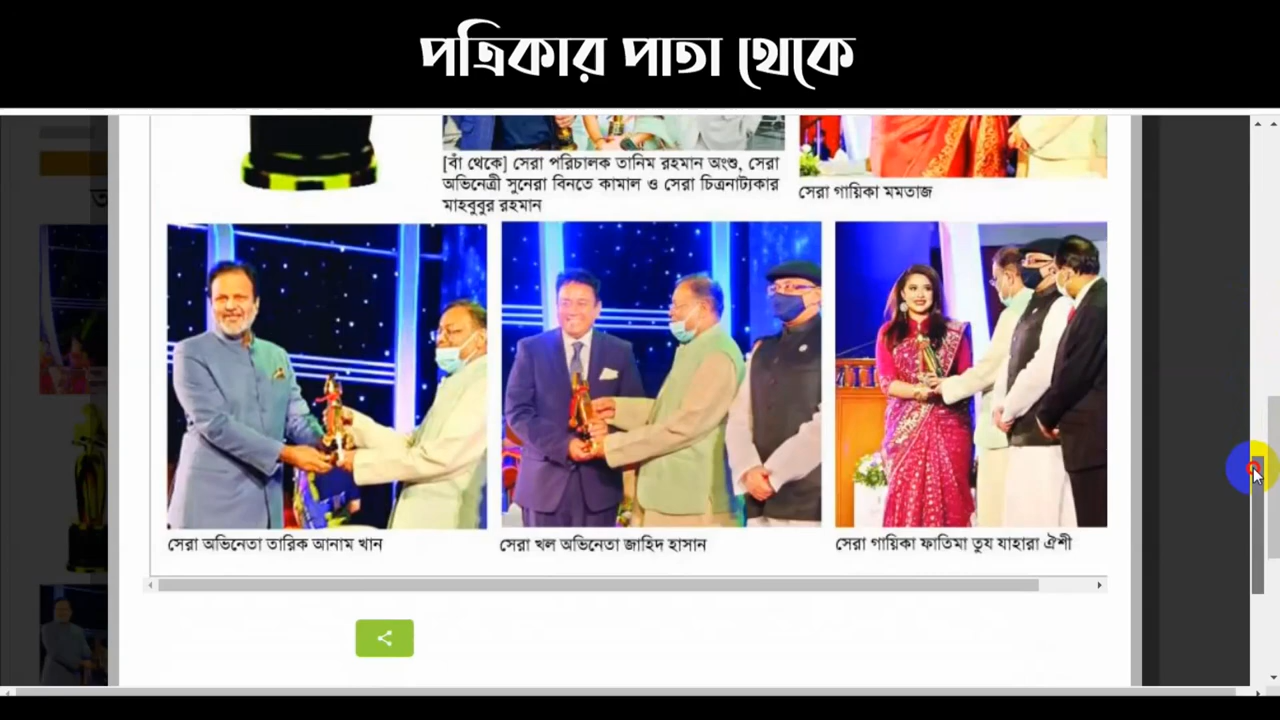 পত্রিকার পাতা থেকে
[বাঁ থেকে] সেরা পরিচালক তানিম রহমান অংশু, সেরা
অভিনেত্রী সুনেরা বিনতে কামাল ও সেরা চিত্রনাট্যকার
মাহবুবুর রহমান
সেরা গায়িকা মমতাজ
সেরা অভিনেতা তারিক আনাম খান
সেরা খল অভিনেতা জাহিদ হাসান
সেরা গায়িকা ফাতিমা তুয যাহারা ঐশী